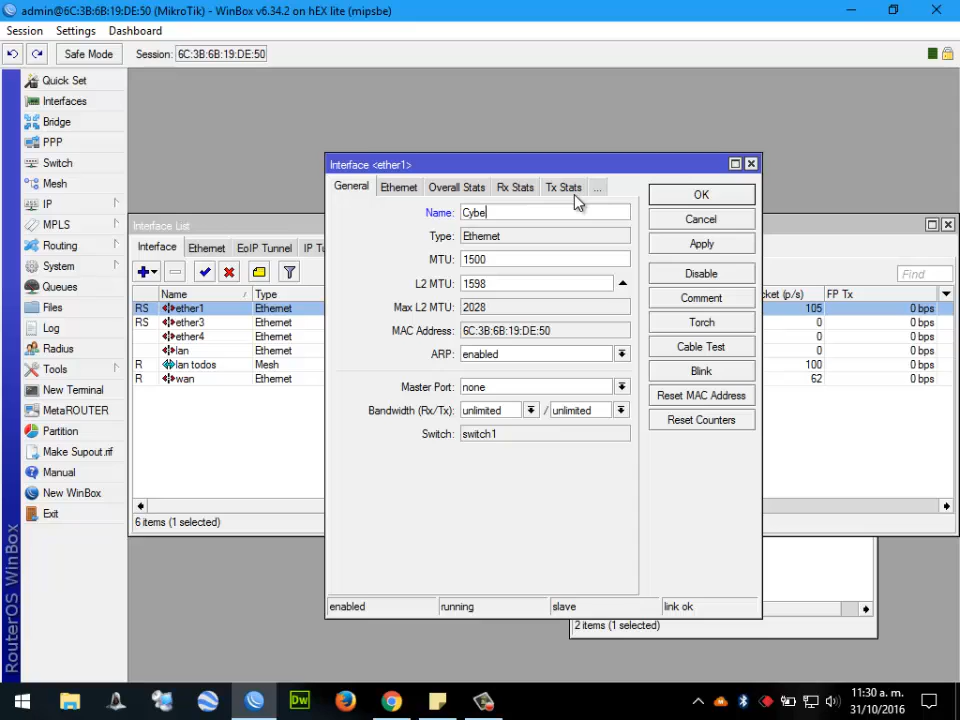 admin@6C:3B:6B:19:DE:50 (MikroTik) - WinBox v6.34.2 on hEX lite (mipsbe)
Session Settings Dashboard
Safe Mode Session: 6C:3B:6B:19:DE:50
Quick Set
Interfaces
Bridge
PPP
Switch
Mesh
IP
MPLS
Routing
System
Queues
Files
Log
Radius
Tools
New Terminal
MetaROUTER
Partition
Make Supout.rif
Manual
New WinBox
Exit
RouterOS WinBox
Interface List
Interface Ethernet EoIP Tunnel IP Tu
Find
Name Type
RS ether1 Ethernet
RS ether3 Ethernet
ether4 Ethernet
lan Ethernet
R lan todos Mesh
R wan Ethernet
6 items (1 selected)
Interface <ether1>
General Ethernet Overall Stats Rx Stats Tx Stats ...
Name: Cybe
Type: Ethernet
MTU: 1500
L2 MTU: 1598
Max L2 MTU: 2028
MAC Address: 6C:3B:6B:19:DE:50
ARP: enabled
Master Port: none
Bandwidth (Rx/Tx): unlimited / unlimited
Switch: switch1
OK
Cancel
Apply
Disable
Comment
Torch
Cable Test
Blink
Reset MAC Address
Reset Counters
enabled running slave link ok
cket (p/s) FP Tx
105 0 bps
0 0 bps
0 0 bps
0 0 bps
100 0 bps
62 0 bps
2 items (1 selected)
Dw
11:30 a. m.
31/10/2016